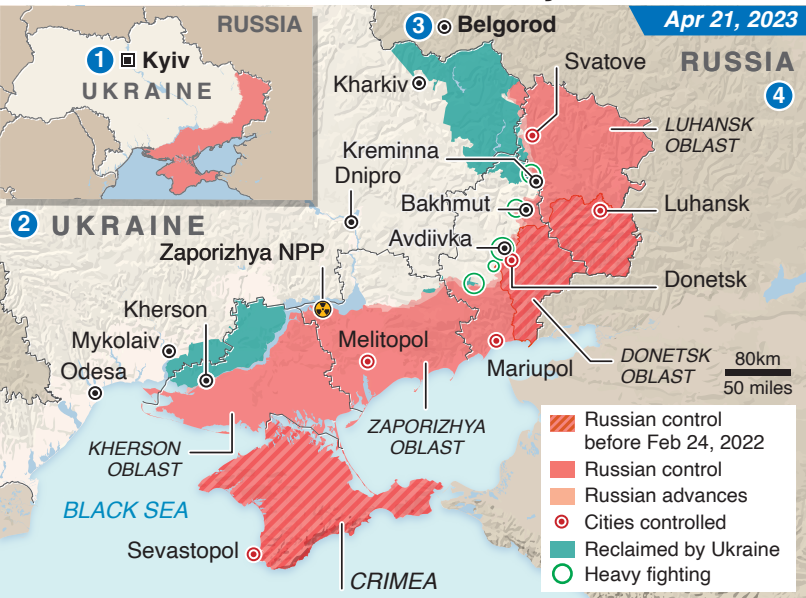 RUSSIA
1 Kyiv
UKRAINE
3 Belgorod
Apr 21, 2023
RUSSIA
4
Svatove
Kharkiv
LUHANSK
OBLAST
Kreminna
Dnipro
Bakhmut
Luhansk
2 UKRAINE
Avdiivka
Zaporizhya NPP
Donetsk
Kherson
Mykolaiv
Melitopol
Odesa
Mariupol
DONETSK
OBLAST
80km
50 miles
ZAPORIZHYA
OBLAST
KHERSON
OBLAST
BLACK SEA
Sevastopol
CRIMEA
Russian control
before Feb 24, 2022
Russian control
Russian advances
Cities controlled
Reclaimed by Ukraine
Heavy fighting